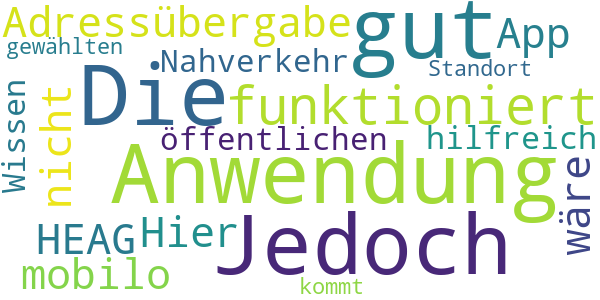 Adressübergabe
gut
App
gewählten
Nahverkehr
Standort
Die
funktioniert
Wissen
nicht
öffentlichen
hilfreich
Anwendung
wäre
HEAG
Hier
Jedoch
mobilo
kommt